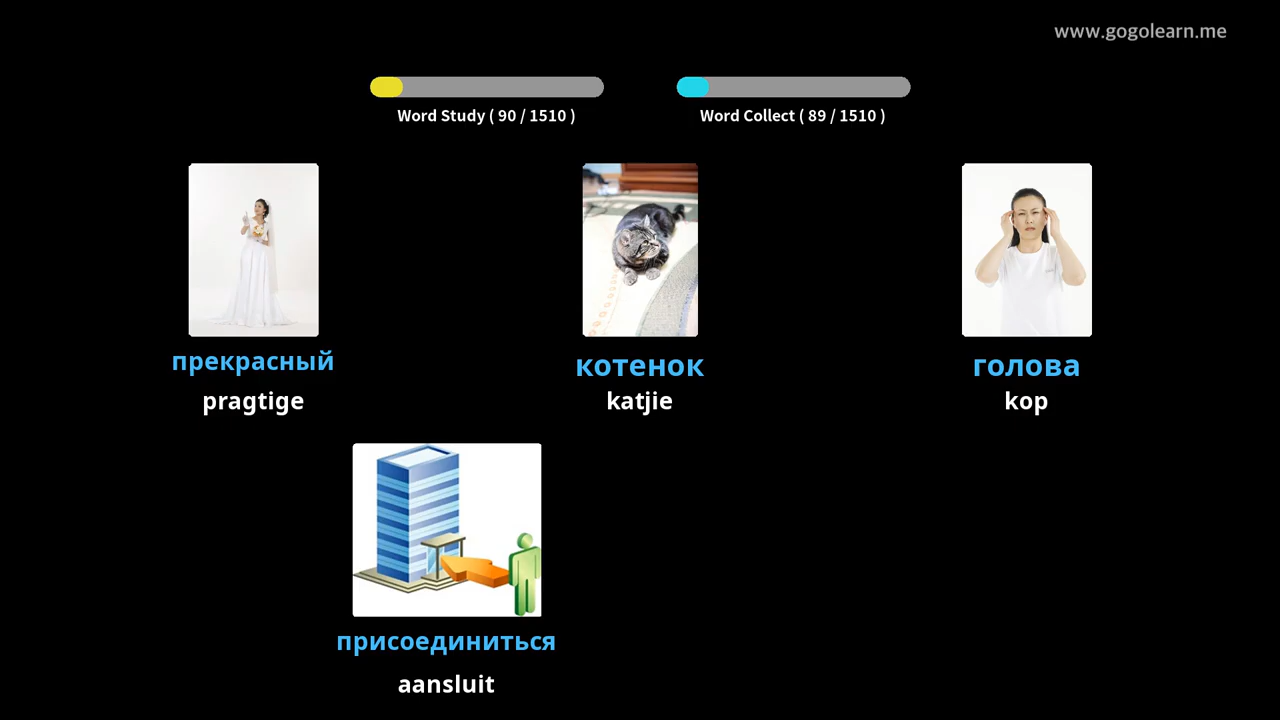 www.gogolearn.me
Word Study ( 90 / 1510 )
Word Collect ( 89 / 1510 )
прекрасный
pragtige
котенок
katjie
голова
kop
присоединиться
aansluit